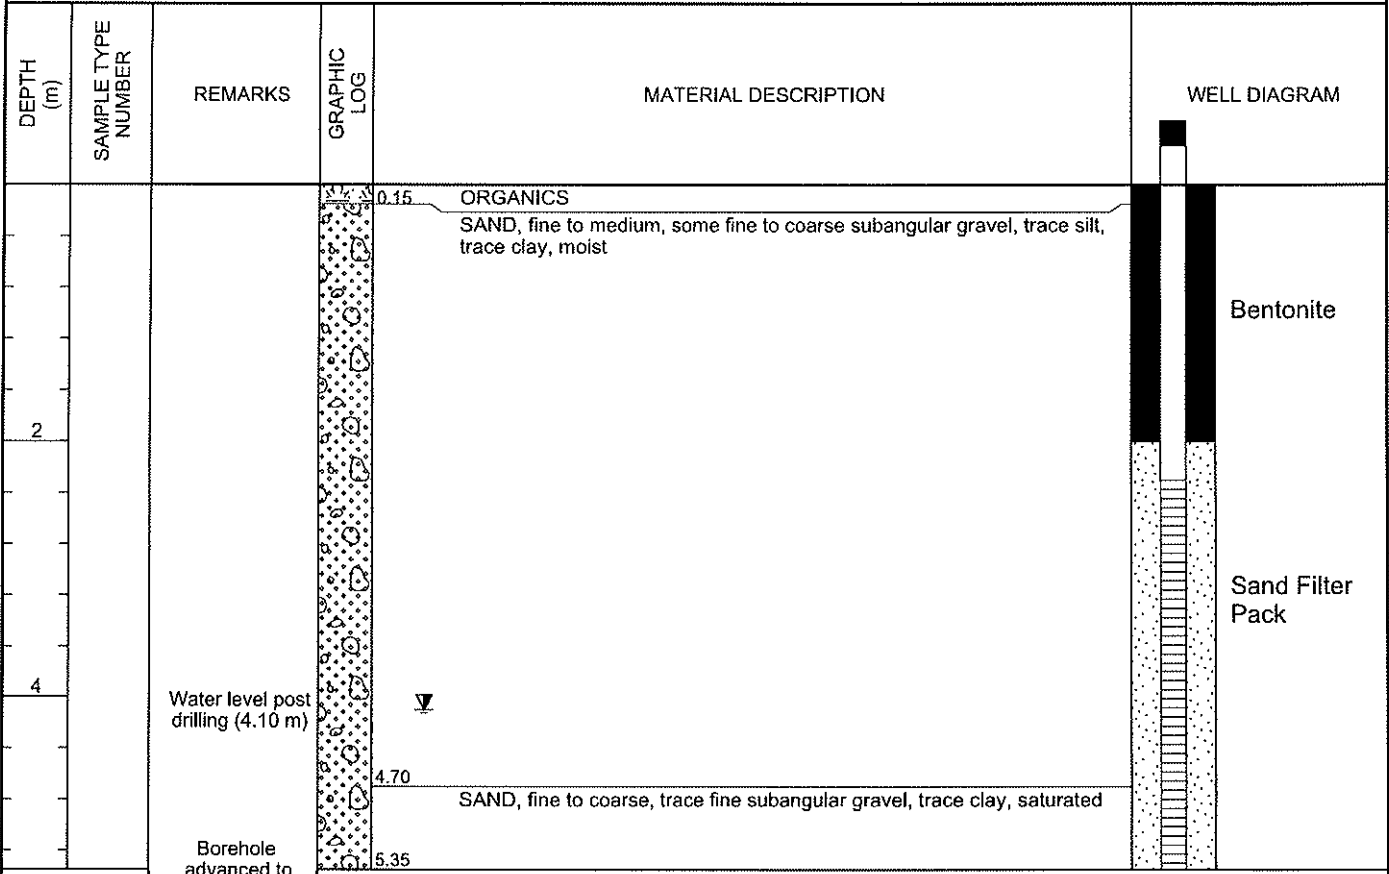 DEPTH
(m)
SAMPLE TYPE
NUMBER
REMARKS
GRAPHIC
LOG
MATERIAL DESCRIPTION
WELL DIAGRAM
0.15
ORGANICS
SAND, fine to medium, some fine to coarse subangular gravel, trace silt,
trace clay, moist
Bentonite
2
Sand Filter
Pack
4
Water level post
drilling (4.10 m)
4.70
SAND, fine to coarse, trace fine subangular gravel, trace clay, saturated
Borehole
advanced to
5.35